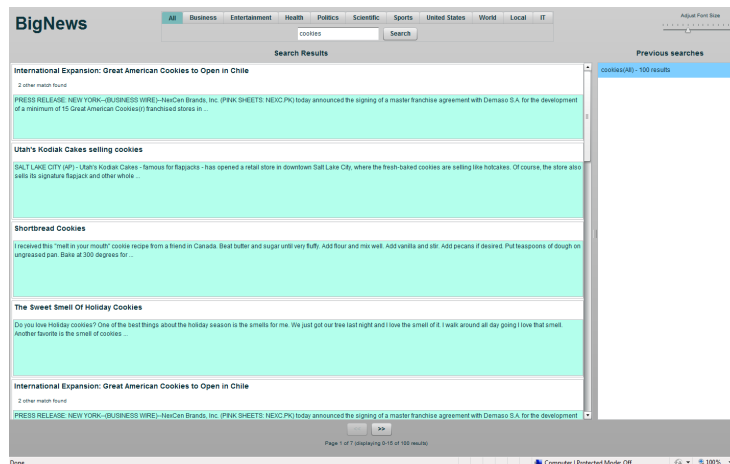 BigNews
All Business Entertainment Health Politics Scientific Sports United States World Local IT
Adjust Font Size
cookies Search
Search Results
Previous searches
International Expansion: Great American Cookies to Open in Chile
cookies(All) - 100 results
2 other match found
PRESS RELEASE: NEW YORK--(BUSINESS WIRE)--NexCen Brands, Inc. (PINK SHEETS: NEXC.PK) today announced the signing of a master franchise agreement with Demaso S.A. for the development
of a minimum of 15 Great American Cookies(r) franchised stores in ...
Utah's Kodiak Cakes selling cookies
SALT LAKE CITY (AP) - Utah's Kodiak Cakes - famous for flapjacks - has opened a retail store in downtown Salt Lake City, where the fresh-baked cookies are selling like hotcakes. Of course, the store also
sells its signature flapjack and other whole ...
Shortbread Cookies
I received this "melt in your mouth" cookie recipe from a friend in Canada. Beat butter and sugar until very fluffy. Add flour and mix well. Add vanilla and stir. Add pecans if desired. Put teaspoons of dough on
ungreased pan. Bake at 300 degrees for ...
The Sweet Smell Of Holiday Cookies
Do you love Holiday cookies? One of the best things about the holiday season is the smells for me. We just got our tree last night and I love the smell of it. I walk around all day going I love that smell.
Another favorite is the smell of cookies ...
International Expansion: Great American Cookies to Open in Chile
2 other match found
PRESS RELEASE: NEW YORK--(BUSINESS WIRE)--NexCen Brands, Inc. (PINK SHEETS: NEXC.PK) today announced the signing of a master franchise agreement with Demaso S.A. for the development
>>
Page 1 of 7 (displaying 0-15 of 100 results)
Done
Computer | Protected Mode: Off
100%